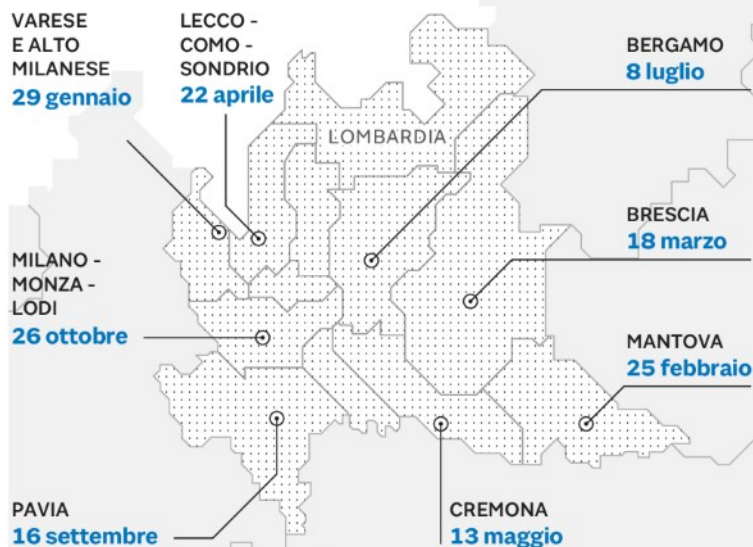 VARESE
E ALTO
MILANESE
29 gennaio
LECCO -
COMO -
SONDRIO
22 aprile
BERGAMO
8 luglio
LOMBARDIA
BRESCIA
18 marzo
MILANO -
MONZA -
LODI
26 ottobre
MANTOVA
25 febbraio
PAVIA
16 settembre
CREMONA
13 maggio